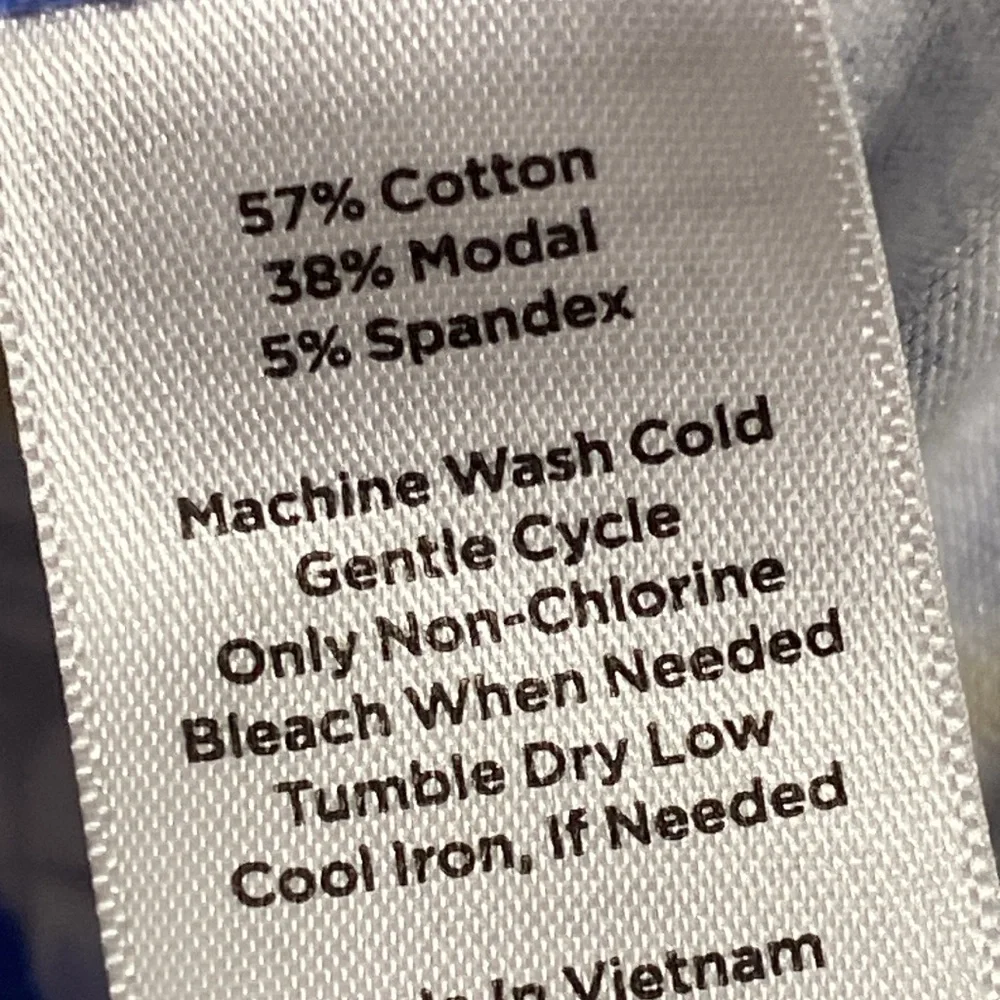 57% Cotton
38% Modal
5% Spandex
Machine Wash Cold
Gentle Cycle
Only Non-Chlorine
Bleach When Needed
Tumble Dry Low
Cool Iron, If Needed
In Vietnam